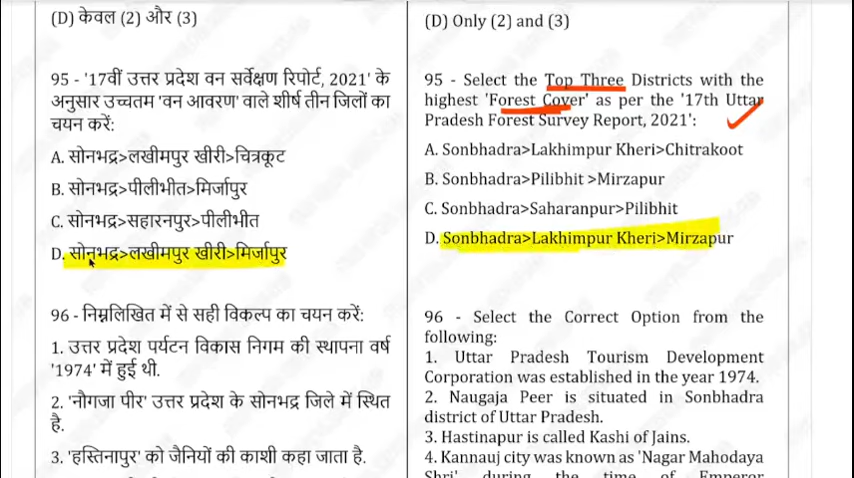 (D) केवल (2) और (3)
95 - '17वीं उत्तर प्रदेश वन सर्वेक्षण रिपोर्ट, 2021' के
अनुसार उच्चतम 'वन आवरण' वाले शीर्ष तीन जिलों का
चयन करें:
A. सोनभद्र>लखीमपुर खीरी>चित्रकूट
B. सोनभद्र>पीलीभीत>मिर्जापुर
C. सोनभद्र>सहारनपुर>पीलीभीत
D. सोनभद्र>लखीमपुर खीरी>मिर्जापुर
96 - निम्नलिखित में से सही विकल्प का चयन करें:
1. उत्तर प्रदेश पर्यटन विकास निगम की स्थापना वर्ष
'1974' में हुई थी.
2. 'नौगजा पीर' उत्तर प्रदेश के सोनभद्र जिले में स्थित
है.
3. 'हस्तिनापुर' को जैनियों की काशी कहा जाता है.
(D) Only (2) and (3)
95 - Select the Top Three Districts with the
highest 'Forest Cover' as per the '17th Uttar
Pradesh Forest Survey Report, 2021':
A. Sonbhadra>Lakhimpur Kheri>Chitrakoot
B. Sonbhadra>Pilibhit >Mirzapur
C. Sonbhadra>Saharanpur>Pilibhit
D. Sonbhadra>Lakhimpur Kheri>Mirzapur
96 - Select the Correct Option from the
following:
1. Uttar Pradesh Tourism Development
Corporation was established in the year 1974.
2. Naugaja Peer is situated in Sonbhadra
district of Uttar Pradesh.
3. Hastinapur is called Kashi of Jains.
4. Kannauj city was known as 'Nagar Mahodaya
Shri' during the time of Emperor